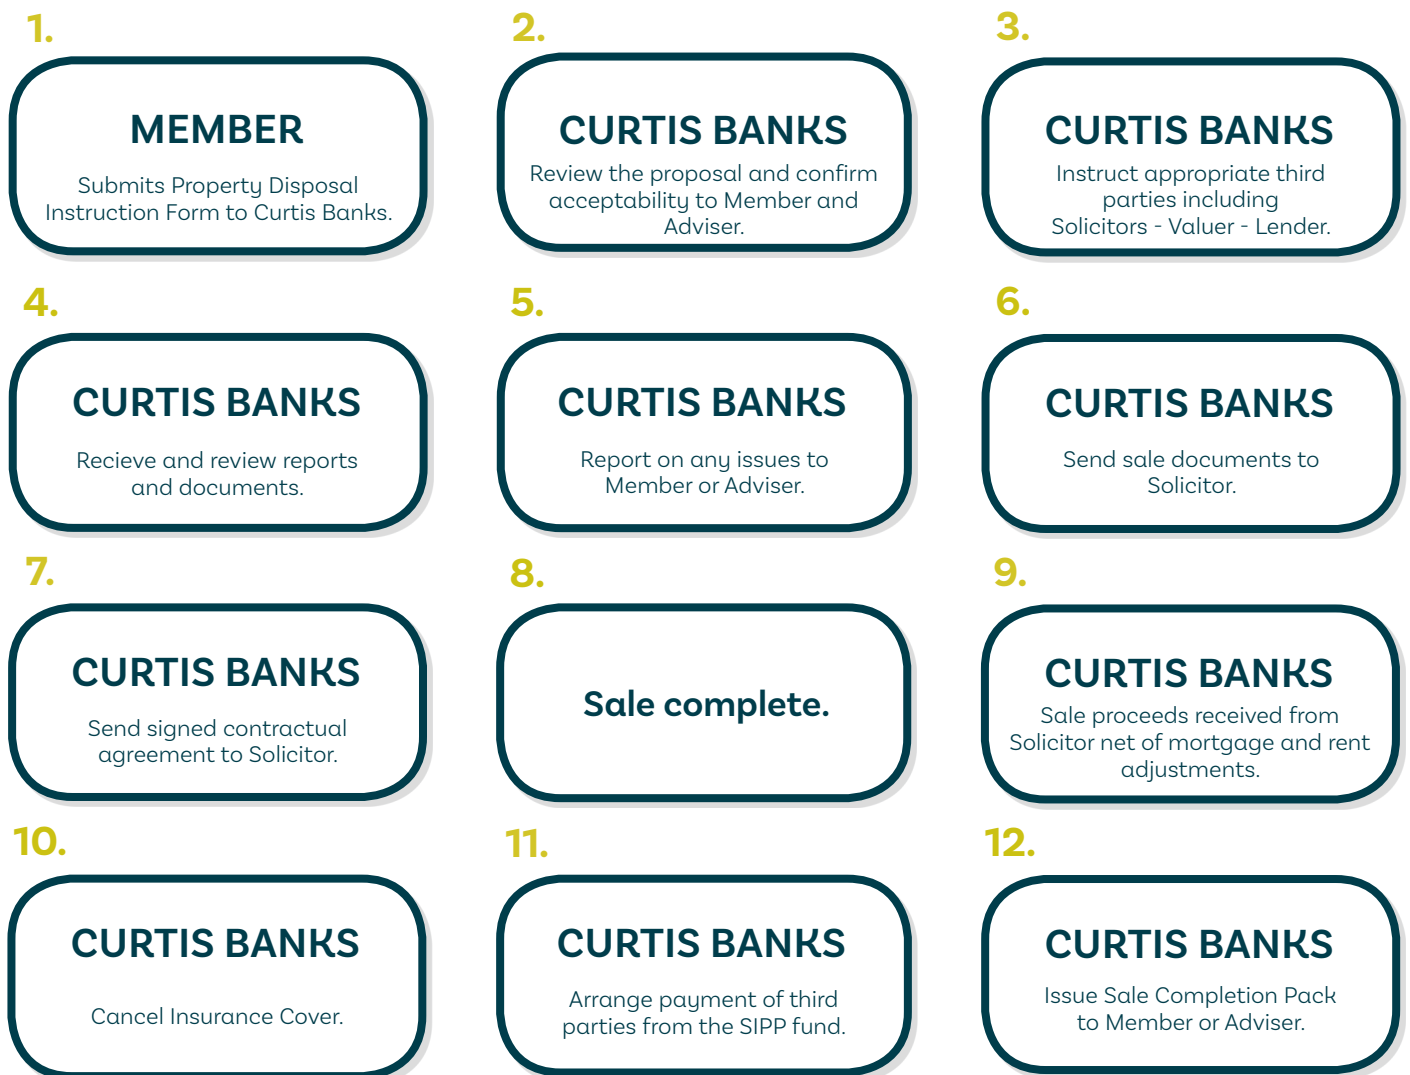 1.
MEMBER
Submits Property Disposal
Instruction Form to Curtis Banks.
2.
CURTIS BANKS
Review the proposal and confirm
acceptability to Member and
Adviser.
3.
CURTIS BANKS
Instruct appropriate third
parties including
Solicitors - Valuer - Lender.
4.
CURTIS BANKS
Recieve and review reports
and documents.
5.
CURTIS BANKS
Report on any issues to
Member or Adviser.
6.
CURTIS BANKS
Send sale documents to
Solicitor.
7.
CURTIS BANKS
Send signed contractual
agreement to Solicitor.
8.
Sale complete.
9.
CURTIS BANKS
Sale proceeds received from
Solicitor net of mortgage and rent
adjustments.
10.
CURTIS BANKS
Cancel Insurance Cover.
11.
CURTIS BANKS
Arrange payment of third
parties from the SIPP fund.
12.
CURTIS BANKS
Issue Sale Completion Pack
to Member or Adviser.